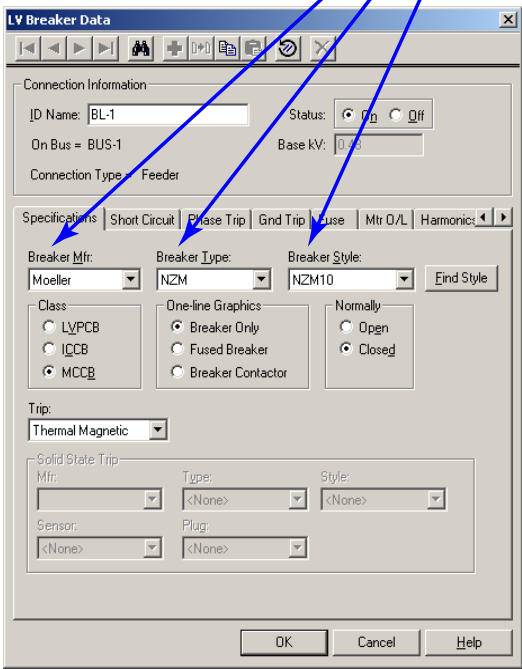 LV Breaker Data
Connection Information
ID Name: BL-1 Status: On Off
On Bus = BUS-1 Base kV: 0.48
Connection Type = Feeder
Specifications Short Circuit Phase Trip Gnd Trip Fuse Mtr O/L Harmonics
Breaker Mfr: Breaker Type: Breaker Style:
Moeller NZM NZM10 Find Style
Class One-line Graphics Normally
LVPCB Breaker Only Open
ICCB Fused Breaker Closed
MCCB Breaker Contactor
Trip:
Thermal Magnetic
Solid State Trip
Mfr: Type: Style:
<None> <None>
Sensor: Plug:
<None> <None>
OK Cancel Help